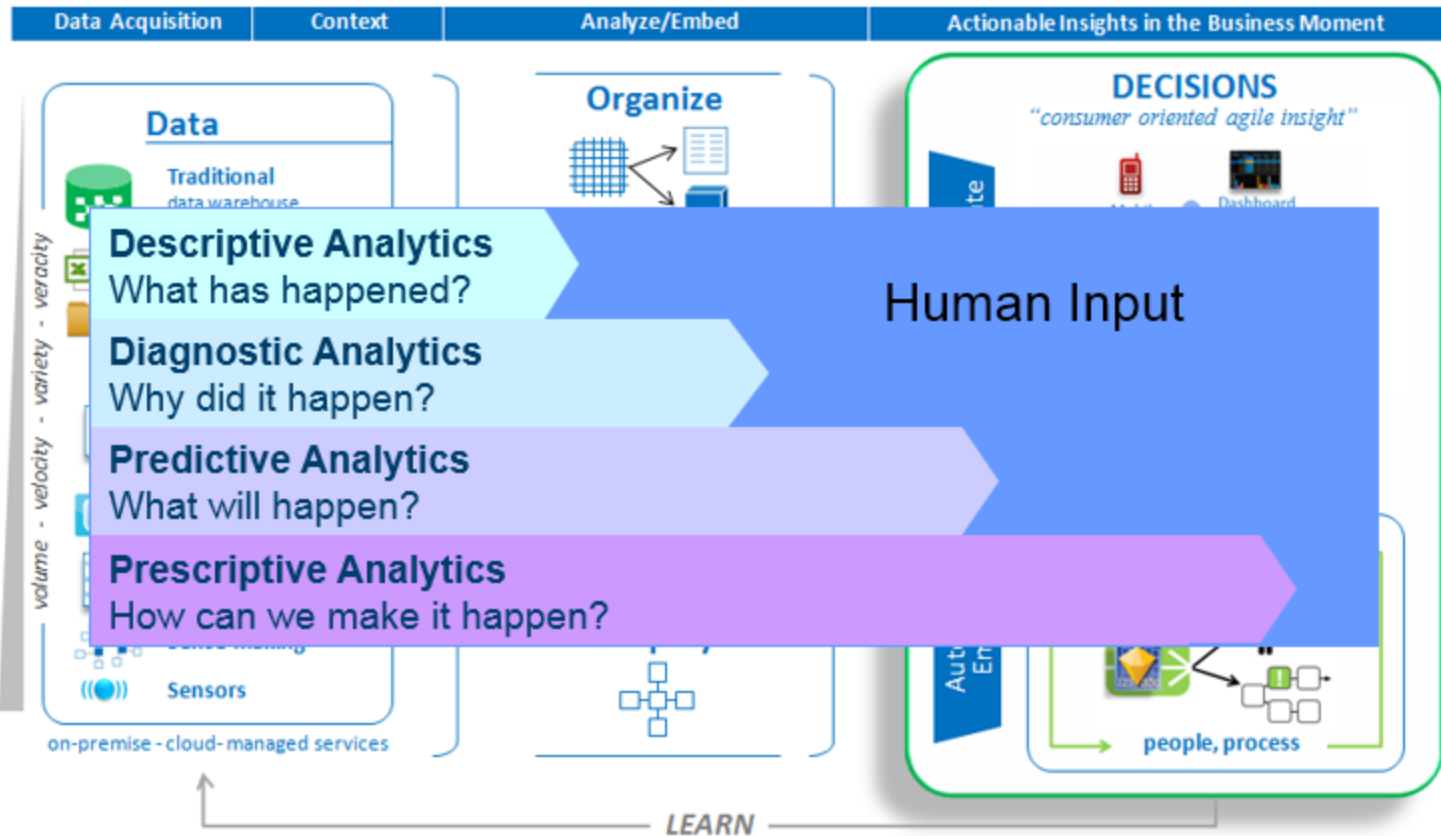 Data Acquisition
Context
Analyze/Embed
Actionable Insights in the Business Moment
Data
Traditional
data warehouse
volume - velocity - variety - veracity
Organize
DECISIONS
“consumer oriented agile insight”
Dashboard
Descriptive Analytics
What has happened?
Diagnostic Analytics
Why did it happen?
Predictive Analytics
What will happen?
Prescriptive Analytics
How can we make it happen?
Human Input
Sensors
on-premise - cloud- managed services
people, process
LEARN